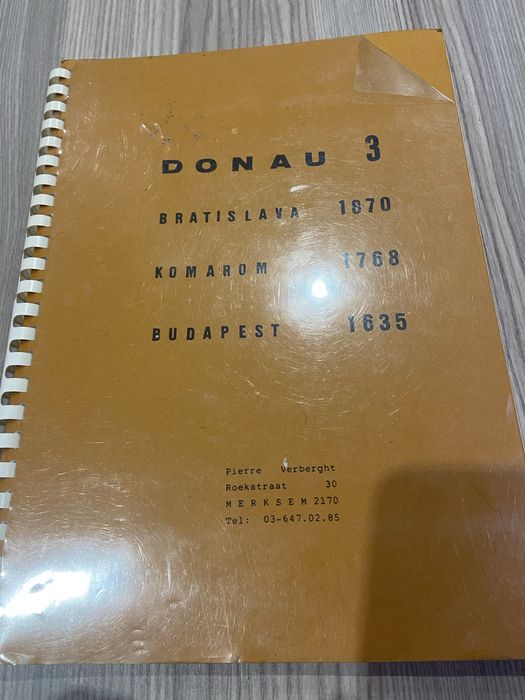 DONAU 3
BRATISLAVA 1870
KOMAROM 1768
BUDAPEST 1635
Pierre Verberght
Roekstraat 30
MERKSEM 2170
Tel: 03-647.02.85